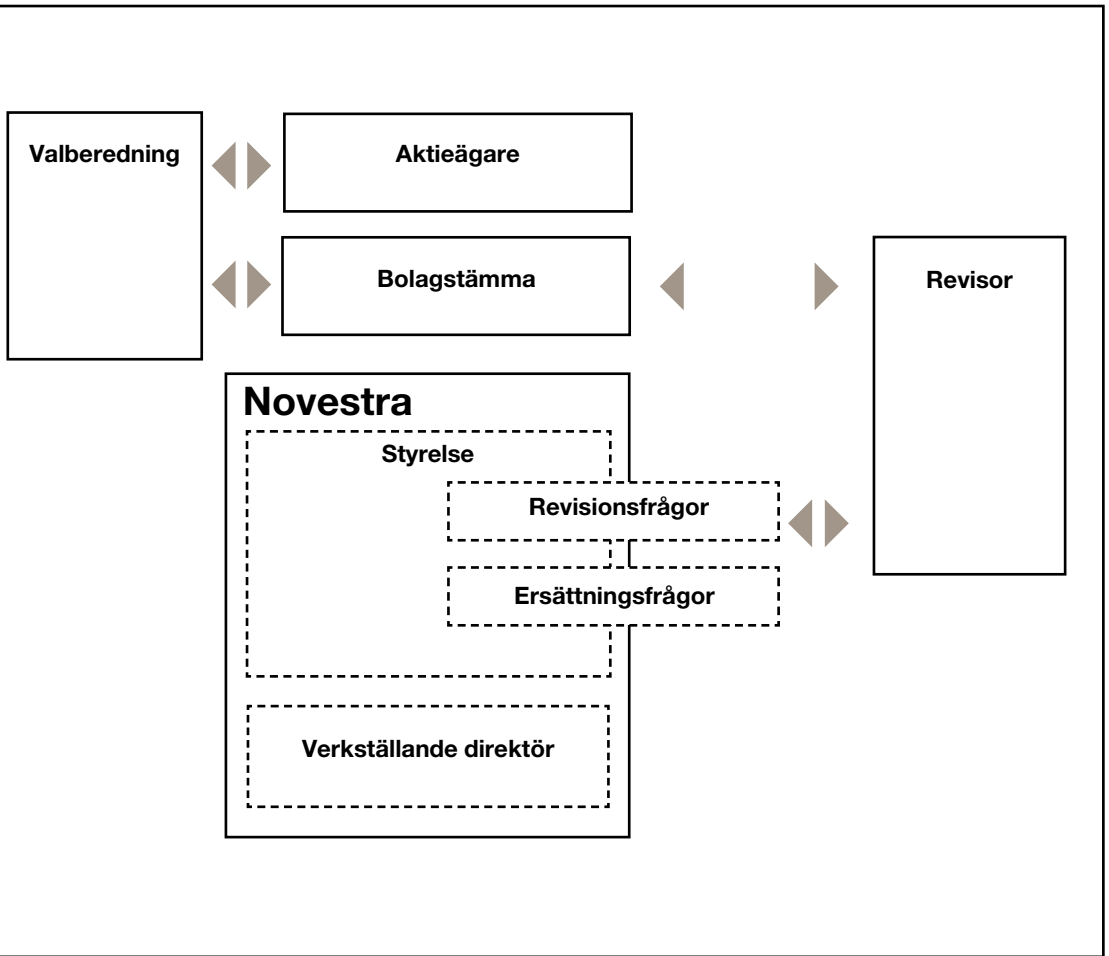 Valberedning
Aktieägare
Bolagstämma
Revisor
Novestra
Styrelse
Revisionsfrågor
Ersättningsfrågor
Verkställande direktör